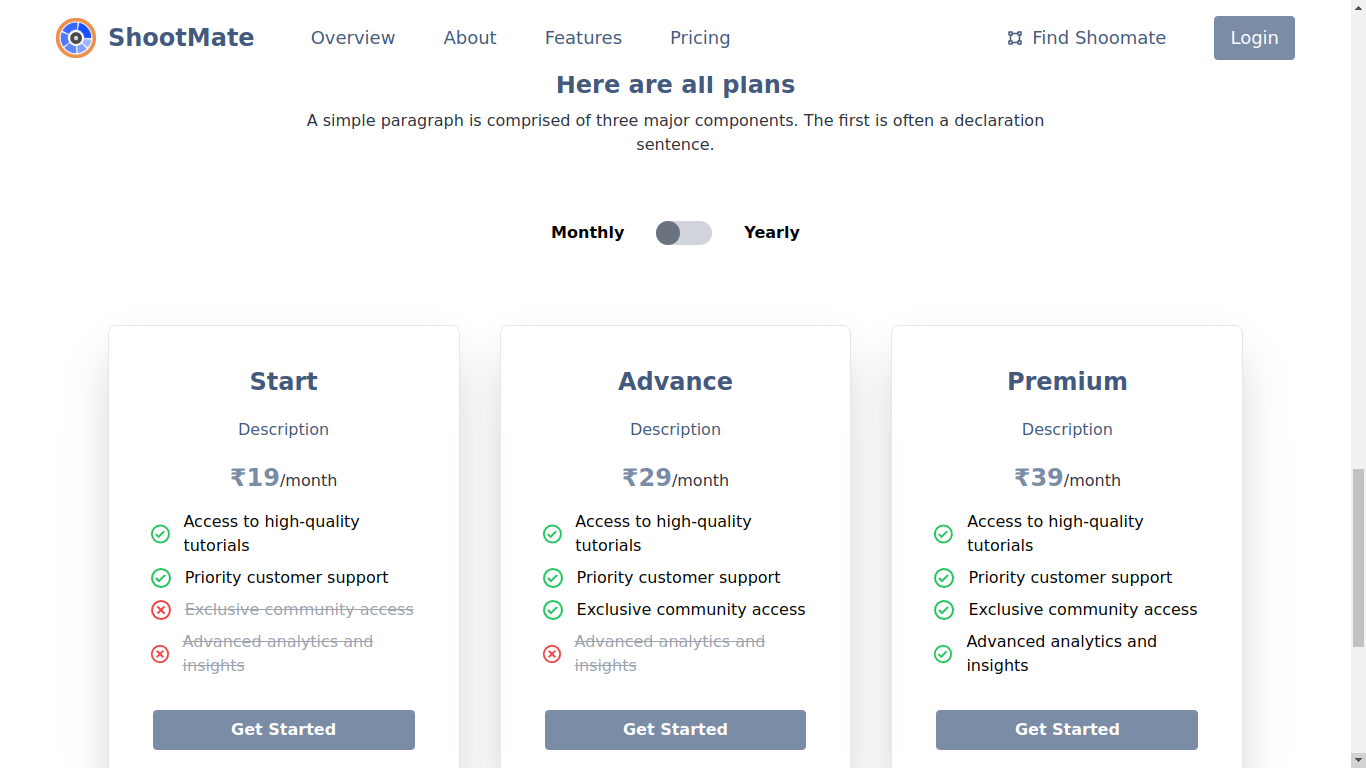 ShootMate Overview About Features Pricing Find Shoomate Login
Here are all plans
A simple paragraph is comprised of three major components. The first is often a declaration
sentence.
Monthly Yearly
Start
Description
₹19/month
Access to high-quality
tutorials
Priority customer support
Exclusive community access
Advanced analytics and
insights
Get Started
Advance
Description
₹29/month
Access to high-quality
tutorials
Priority customer support
Exclusive community access
Advanced analytics and
insights
Get Started
Premium
Description
₹39/month
Access to high-quality
tutorials
Priority customer support
Exclusive community access
Advanced analytics and
insights
Get Started